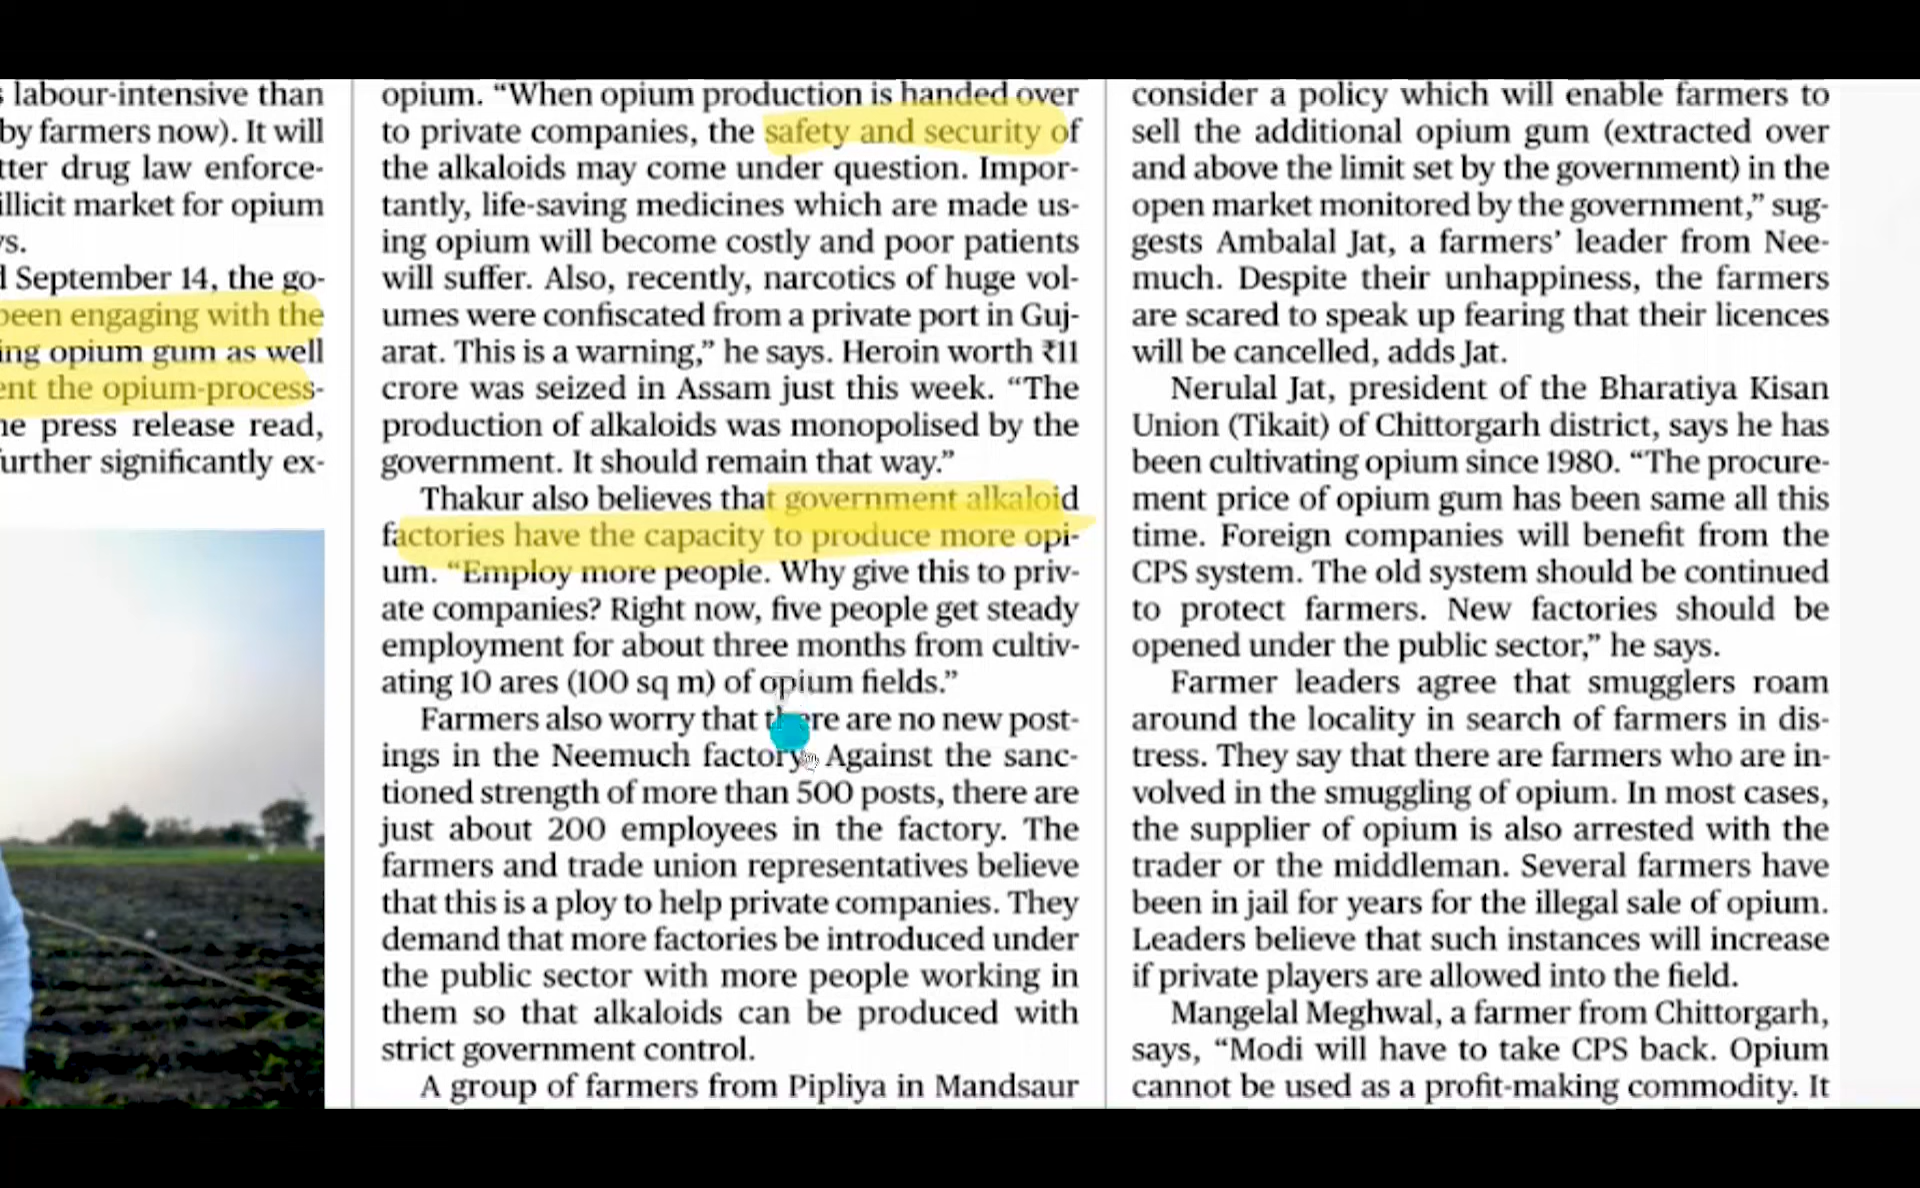 s labour-intensive than
by farmers now). It will
tter drug law enforce-
illicit market for opium
ys.
d September 14, the go-
been engaging with the
ing opium gum as well
ent the opium-process-
he press release read,
further significantly ex-
opium. “When opium production is handed over
to private companies, the safety and security of
the alkaloids may come under question. Impor-
tantly, life-saving medicines which are made us-
ing opium will become costly and poor patients
will suffer. Also, recently, narcotics of huge vol-
umes were confiscated from a private port in Guj-
arat. This is a warning,” he says. Heroin worth ₹11
crore was seized in Assam just this week. “The
production of alkaloids was monopolised by the
government. It should remain that way.”
Thakur also believes that government alkaloid
factories have the capacity to produce more opi-
um. “Employ more people. Why give this to priv-
ate companies? Right now, five people get steady
employment for about three months from cultiv-
ating 10 ares (100 sq m) of opium fields.”
Farmers also worry that there are no new post-
ings in the Neemuch factory. Against the sanc-
tioned strength of more than 500 posts, there are
just about 200 employees in the factory. The
farmers and trade union representatives believe
that this is a ploy to help private companies. They
demand that more factories be introduced under
the public sector with more people working in
them so that alkaloids can be produced with
strict government control.
A group of farmers from Pipliya in Mandsaur
consider a policy which will enable farmers to
sell the additional opium gum (extracted over
and above the limit set by the government) in the
open market monitored by the government,” sug-
gests Ambalal Jat, a farmers’ leader from Nee-
much. Despite their unhappiness, the farmers
are scared to speak up fearing that their licences
will be cancelled, adds Jat.
Nerulal Jat, president of the Bharatiya Kisan
Union (Tikait) of Chittorgarh district, says he has
been cultivating opium since 1980. “The procure-
ment price of opium gum has been same all this
time. Foreign companies will benefit from the
CPS system. The old system should be continued
to protect farmers. New factories should be
opened under the public sector,” he says.
Farmer leaders agree that smugglers roam
around the locality in search of farmers in dis-
tress. They say that there are farmers who are in-
volved in the smuggling of opium. In most cases,
the supplier of opium is also arrested with the
trader or the middleman. Several farmers have
been in jail for years for the illegal sale of opium.
Leaders believe that such instances will increase
if private players are allowed into the field.
Mangelal Meghwal, a farmer from Chittorgarh,
says, “Modi will have to take CPS back. Opium
cannot be used as a profit-making commodity. It